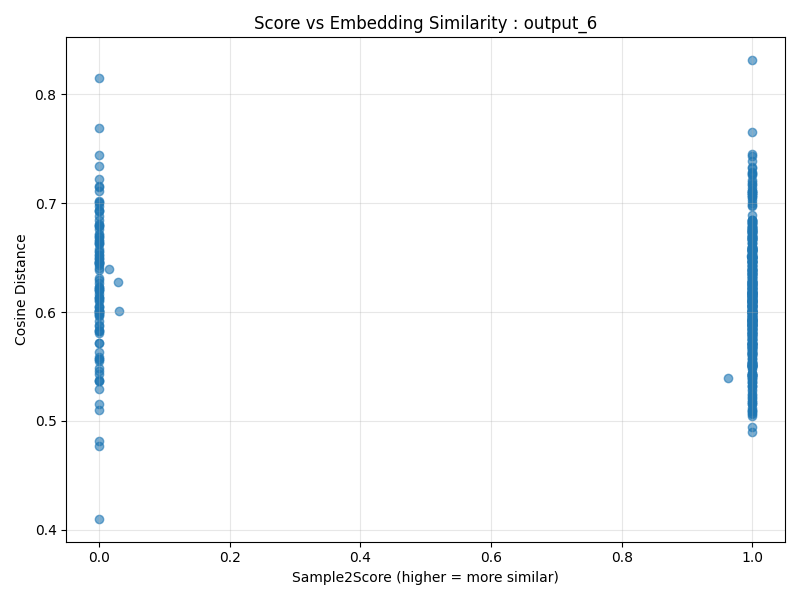 Score vs Embedding Similarity : output_6
Cosine Distance
0.8
0.7
0.6
0.5
0.4
0.0 0.2 0.4 0.6 0.8 1.0
Sample2Score (higher = more similar)